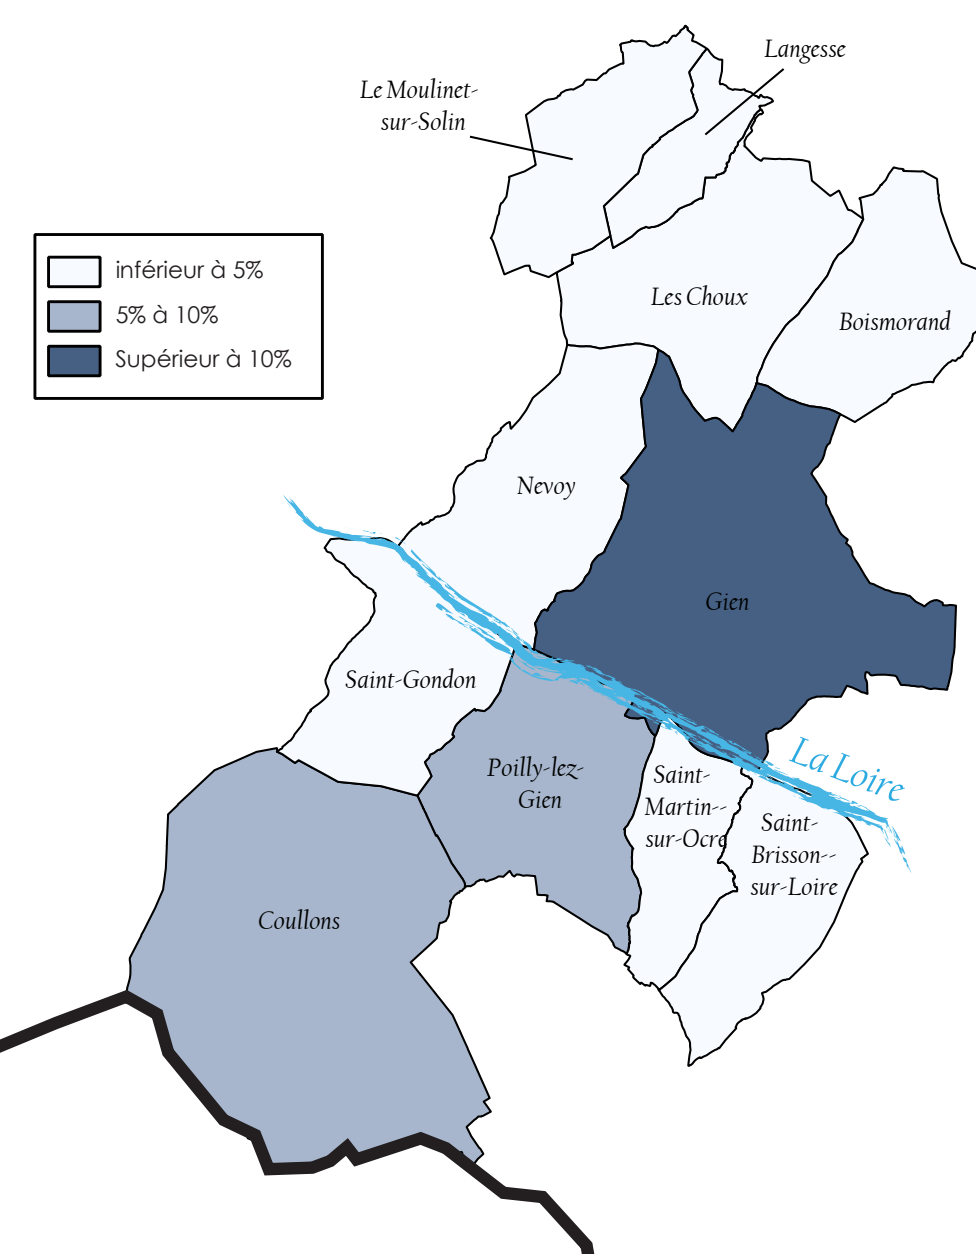 Langesse
Le Moulinet-
sur-Solin
inférieur à 5%
5% à 10%
Supérieur à 10%
Les Choux
Boismorand
Nevoy
Gien
Saint-Gondon
La Loire
Poilly-lez-
Gien
Saint-
Martin--
sur-Ocre
Saint-
Brisson--
sur-Loire
Coullons